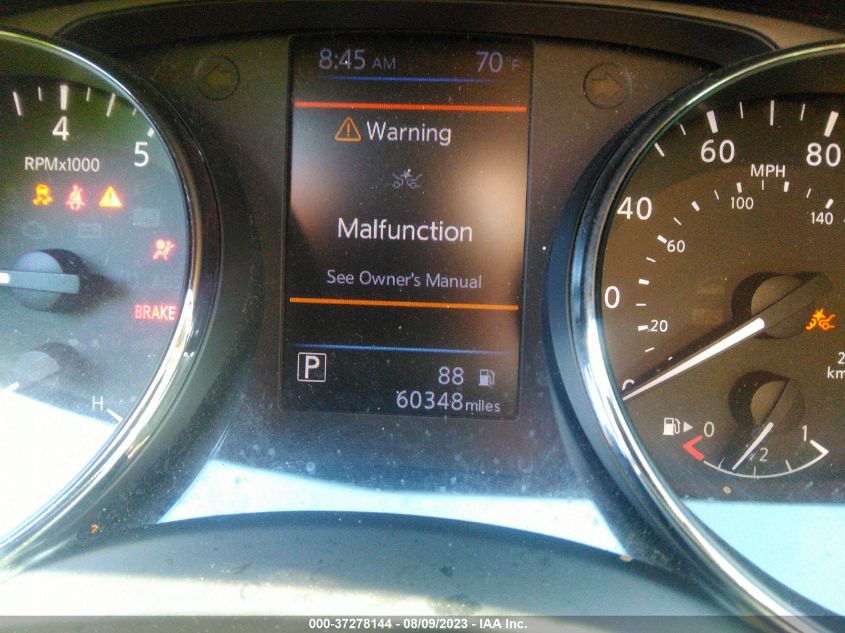 8:45 AM 70°F
Warning
Malfunction
See Owner's Manual
P 88
60348 miles
4
5
RPMx1000
BRAKE
H
60
80
MPH
40
100
140
60
0
20
0
1
2
km
000-37278144 - 08/09/2023 - IAA Inc.